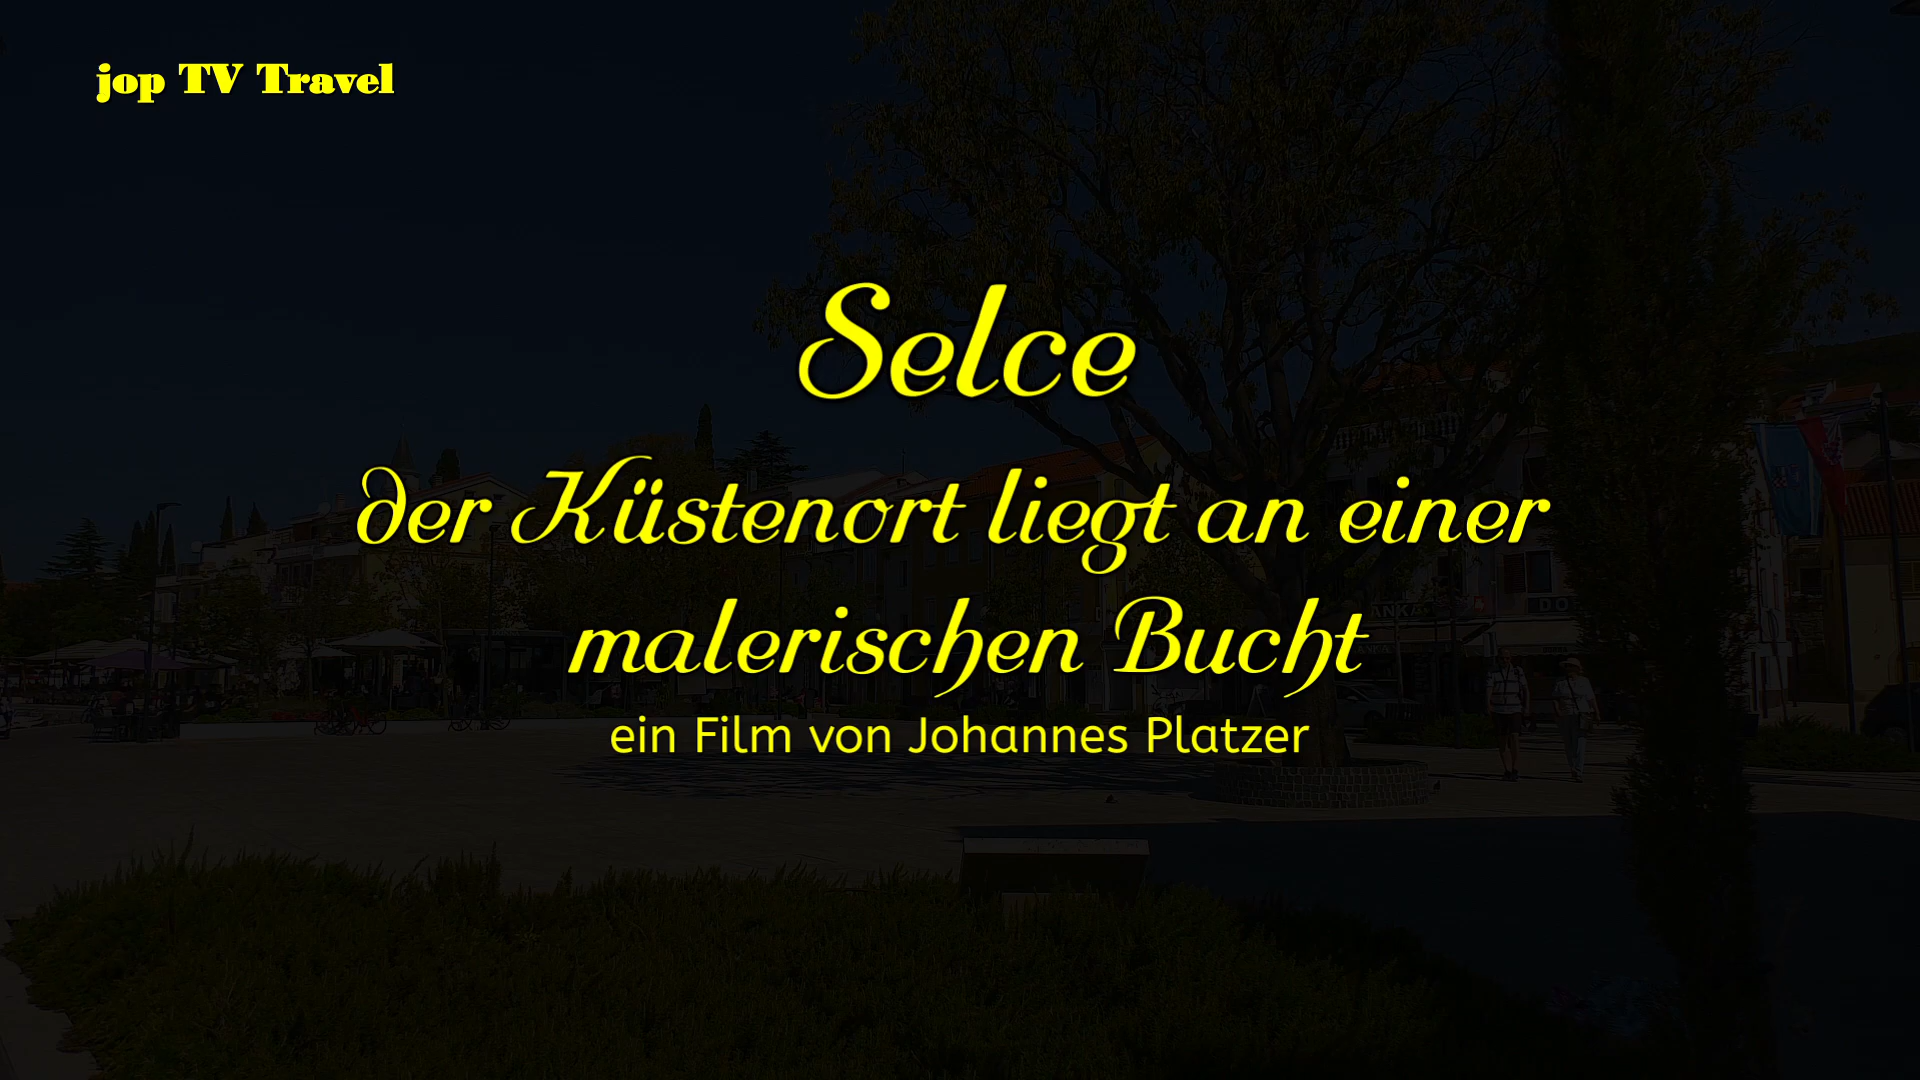 jop TV Travel
Selce
der Küstenort liegt an einer
malerischen Bucht
ein Film von Johannes Platzer